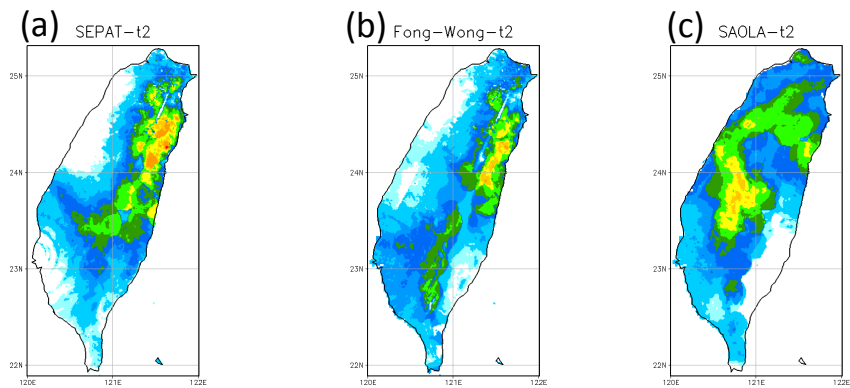 (a) SEPAT-t2
(b) Fong-Wong-t2
(c) SAOLA-t2
25N
24N
23N
22N
120E 121E 122E
25N
24N
23N
22N
120E 121E 122E
25N
24N
23N
22N
120E 121E 122E